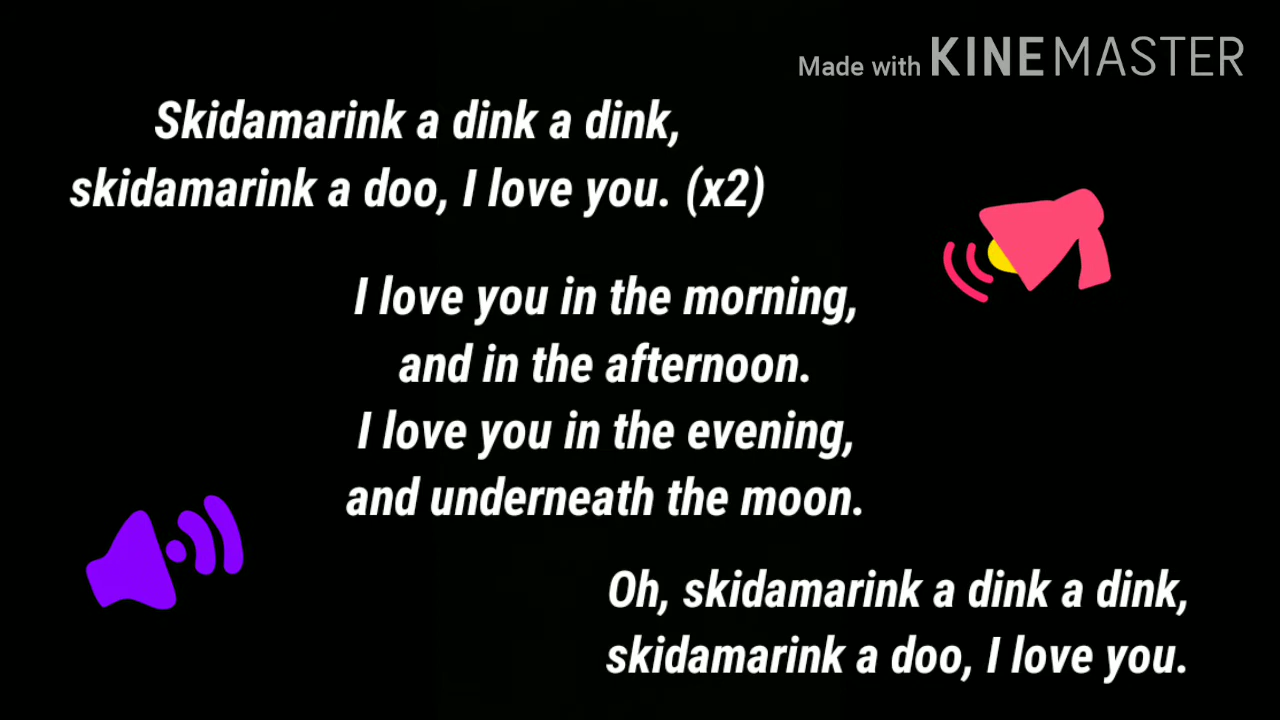 Made with KINEMASTER
Skidamarink a dink a dink,
skidamarink a doo, I love you. (x2)
I love you in the morning,
and in the afternoon.
I love you in the evening,
and underneath the moon.
Oh, skidamarink a dink a dink,
skidamarink a doo, I love you.